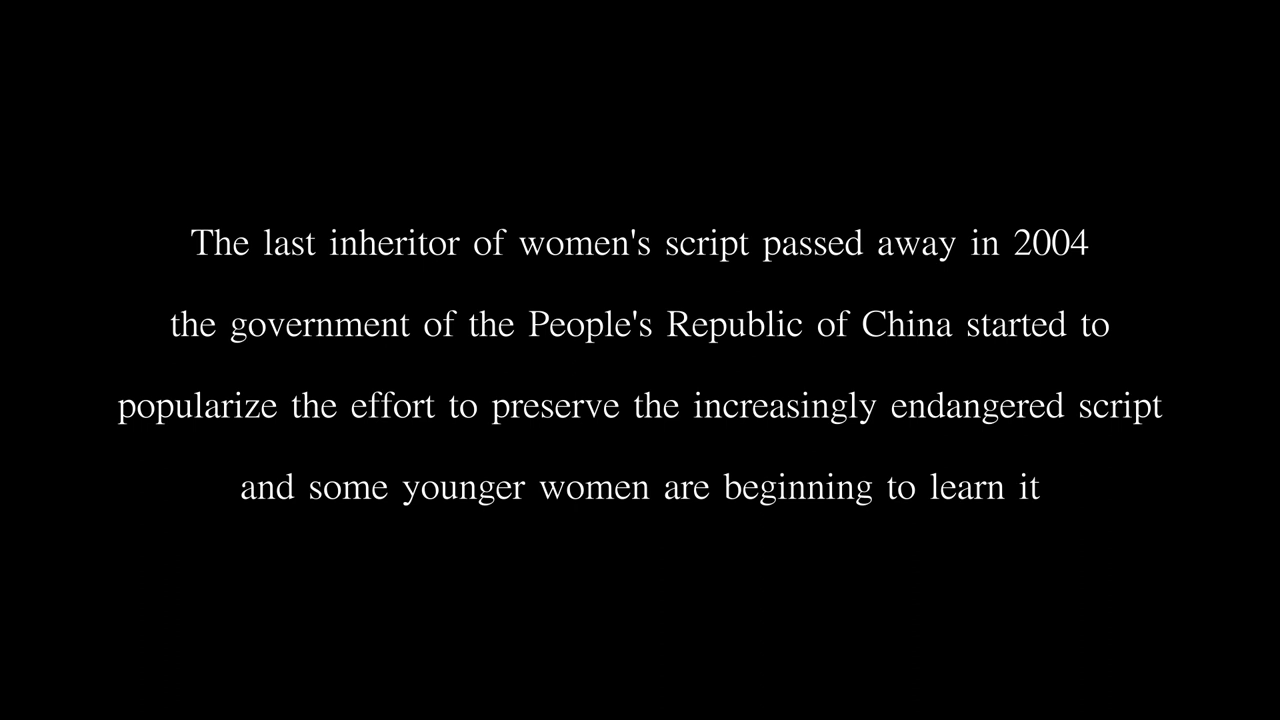 The last inheritor of women's script passed away in 2004
the government of the People's Republic of China started to
popularize the effort to preserve the increasingly endangered script
and some younger women are beginning to learn it